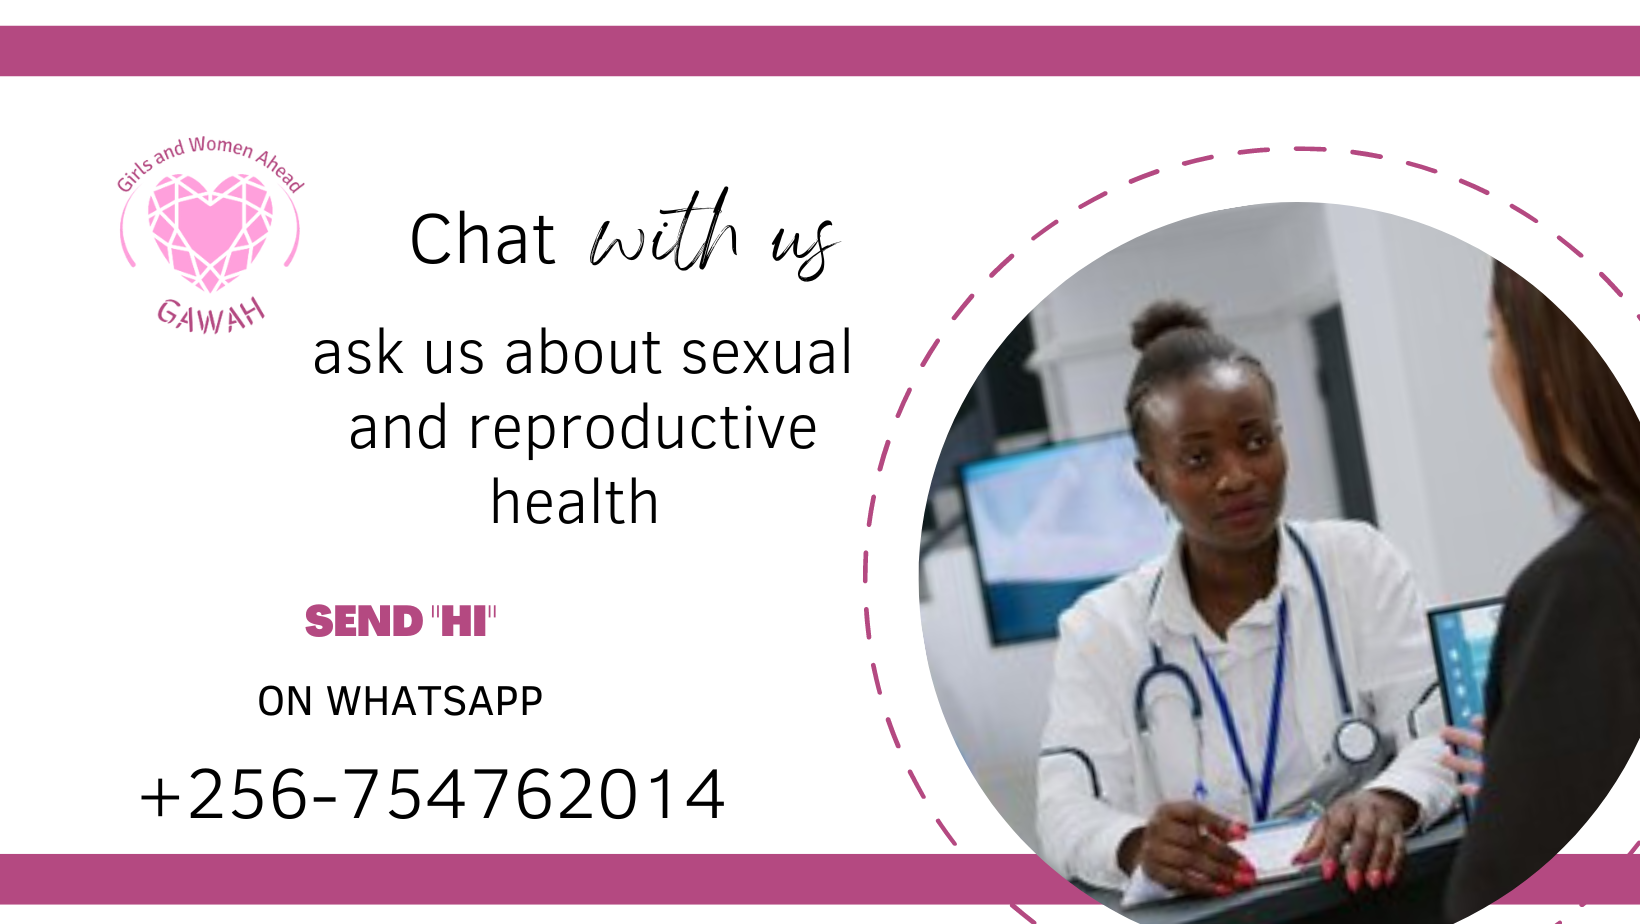 Girls and Women Ahead
GAWAH
Chat with us
ask us about sexual
and reproductive
health
SEND "HI"
ON WHATSAPP
+256-754762014